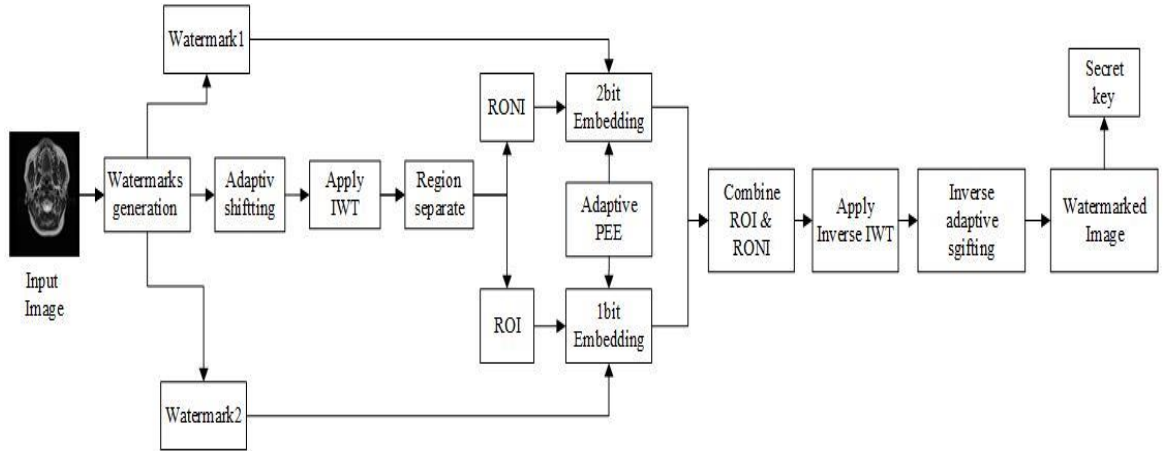 Watermark1
Input
Image
Watermarks
generation
Adaptiv
shiftting
Apply
IWT
Region
separate
RONI
ROI
2bit
Embedding
Adaptive
PEE
1bit
Embedding
Watermark2
Combine
ROI &
RONI
Apply
Inverse IWT
Inverse
adaptive
sgifting
Watermarked
Image
Secret
key